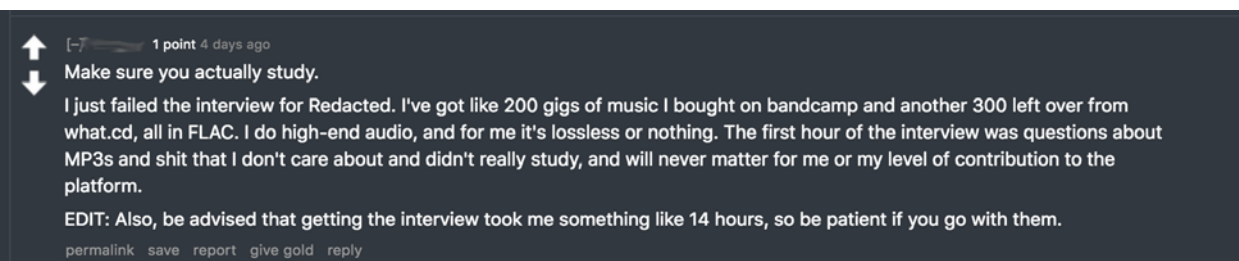 1 point 4 days ago
Make sure you actually study.
I just failed the interview for Redacted. I've got like 200 gigs of music I bought on bandcamp and another 300 left over from
what.cd, all in FLAC. I do high-end audio, and for me it's lossless or nothing. The first hour of the interview was questions about
MP3s and shit that I don't care about and didn't really study, and will never matter for me or my level of contribution to the
platform.
EDIT: Also, be advised that getting the interview took me something like 14 hours, so be patient if you go with them.
permalink save report give gold reply